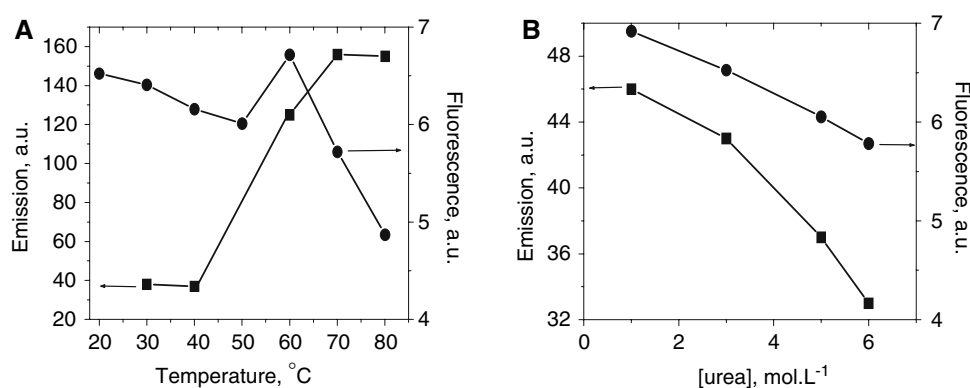 A
160
140
120
100
80
60
40
20
Emission, a.u.
20 30 40 50 60 70 80
Temperature, °C
7
6
5
4
Fluorescence, a.u.
B
48
44
40
36
32
Emission, a.u.
0 2 4 6
[urea], mol.L-1
7
6
5
4
Fluorescence, a.u.